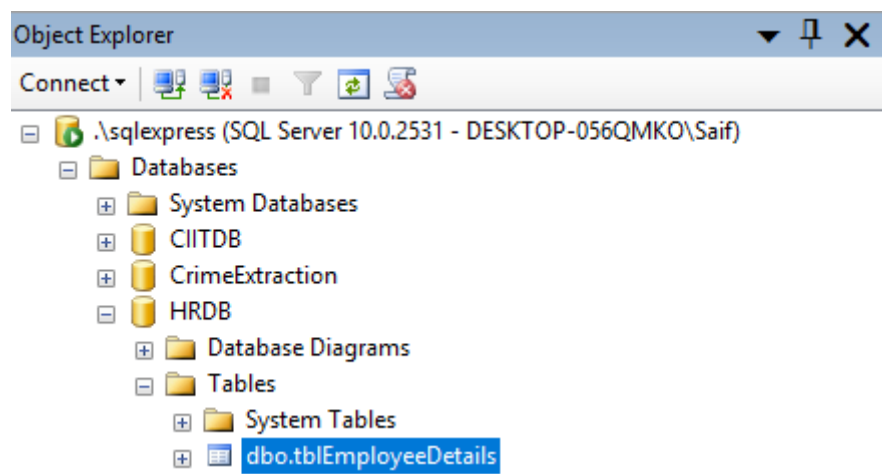 Object Explorer
Connect
.\sqlexpress (SQL Server 10.0.2531 - DESKTOP-056QMKO\Saif)
Databases
System Databases
CIITDB
CrimeExtraction
HRDB
Database Diagrams
Tables
System Tables
dbo.tblEmployeeDetails